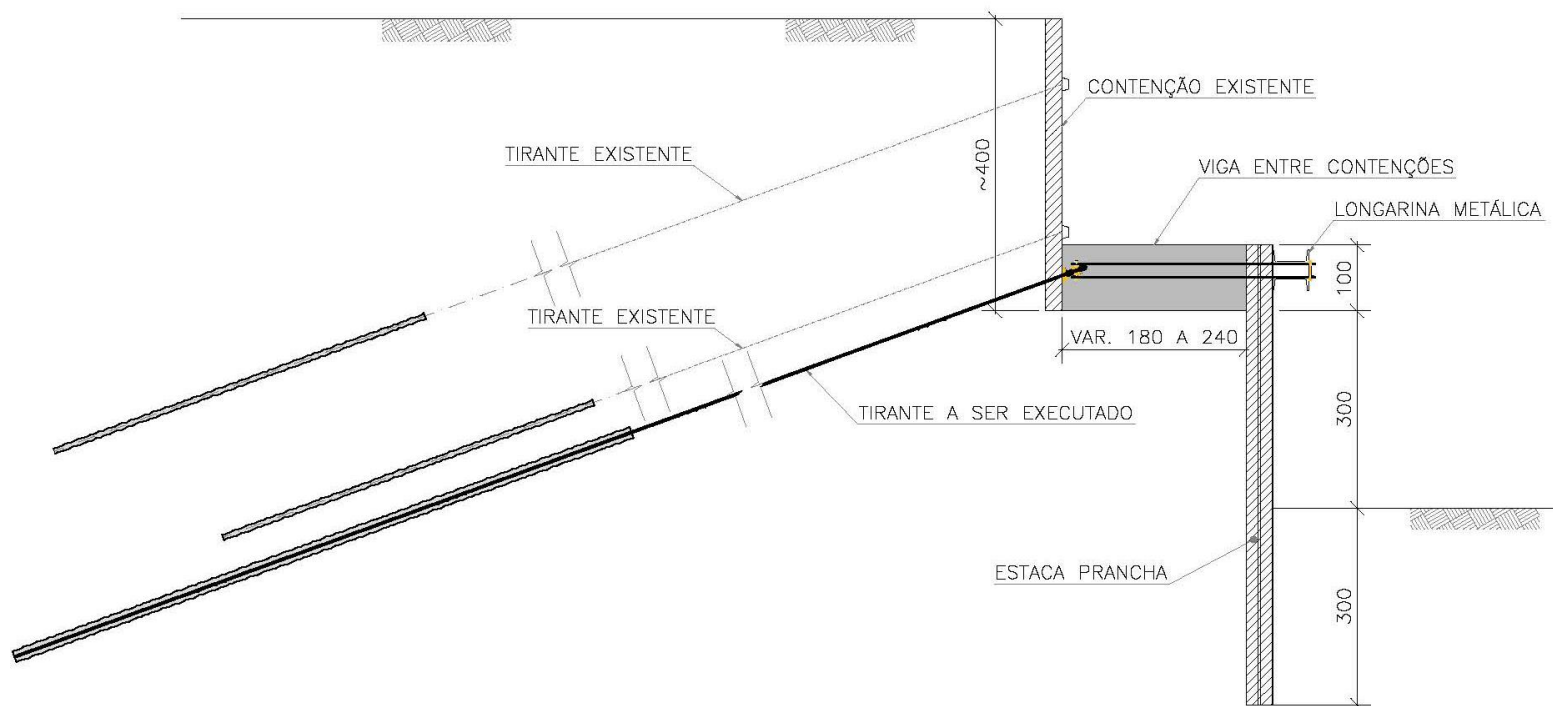 CONTENÇÃO EXISTENTE
TIRANTE EXISTENTE
~400
VIGA ENTRE CONTENÇÕES
LONGARINA METÁLICA
100
TIRANTE EXISTENTE
VAR. 180 A 240
TIRANTE A SER EXECUTADO
300
ESTACA PRANCHA
300